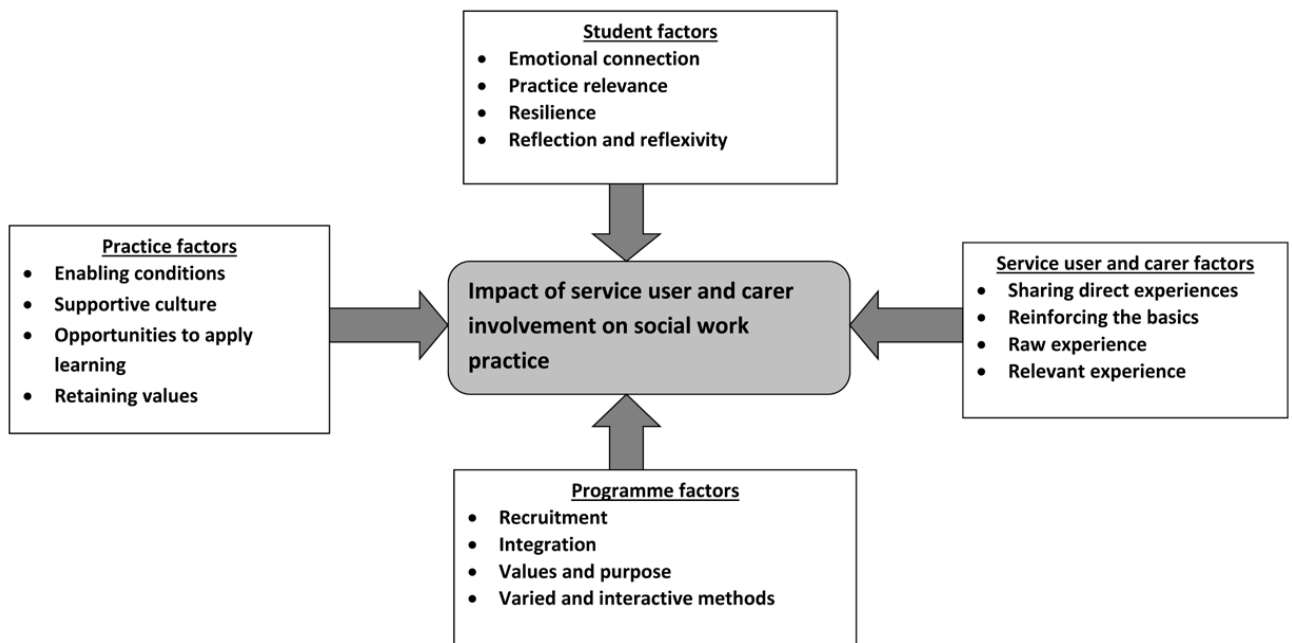 Student factors
• Emotional connection
• Practice relevance
• Resilience
• Reflection and reflexivity
Practice factors
• Enabling conditions
• Supportive culture
• Opportunities to apply
learning
• Retaining values
Impact of service user and carer
involvement on social work
practice
Service user and carer factors
• Sharing direct experiences
• Reinforcing the basics
• Raw experience
• Relevant experience
Programme factors
• Recruitment
• Integration
• Values and purpose
• Varied and interactive methods